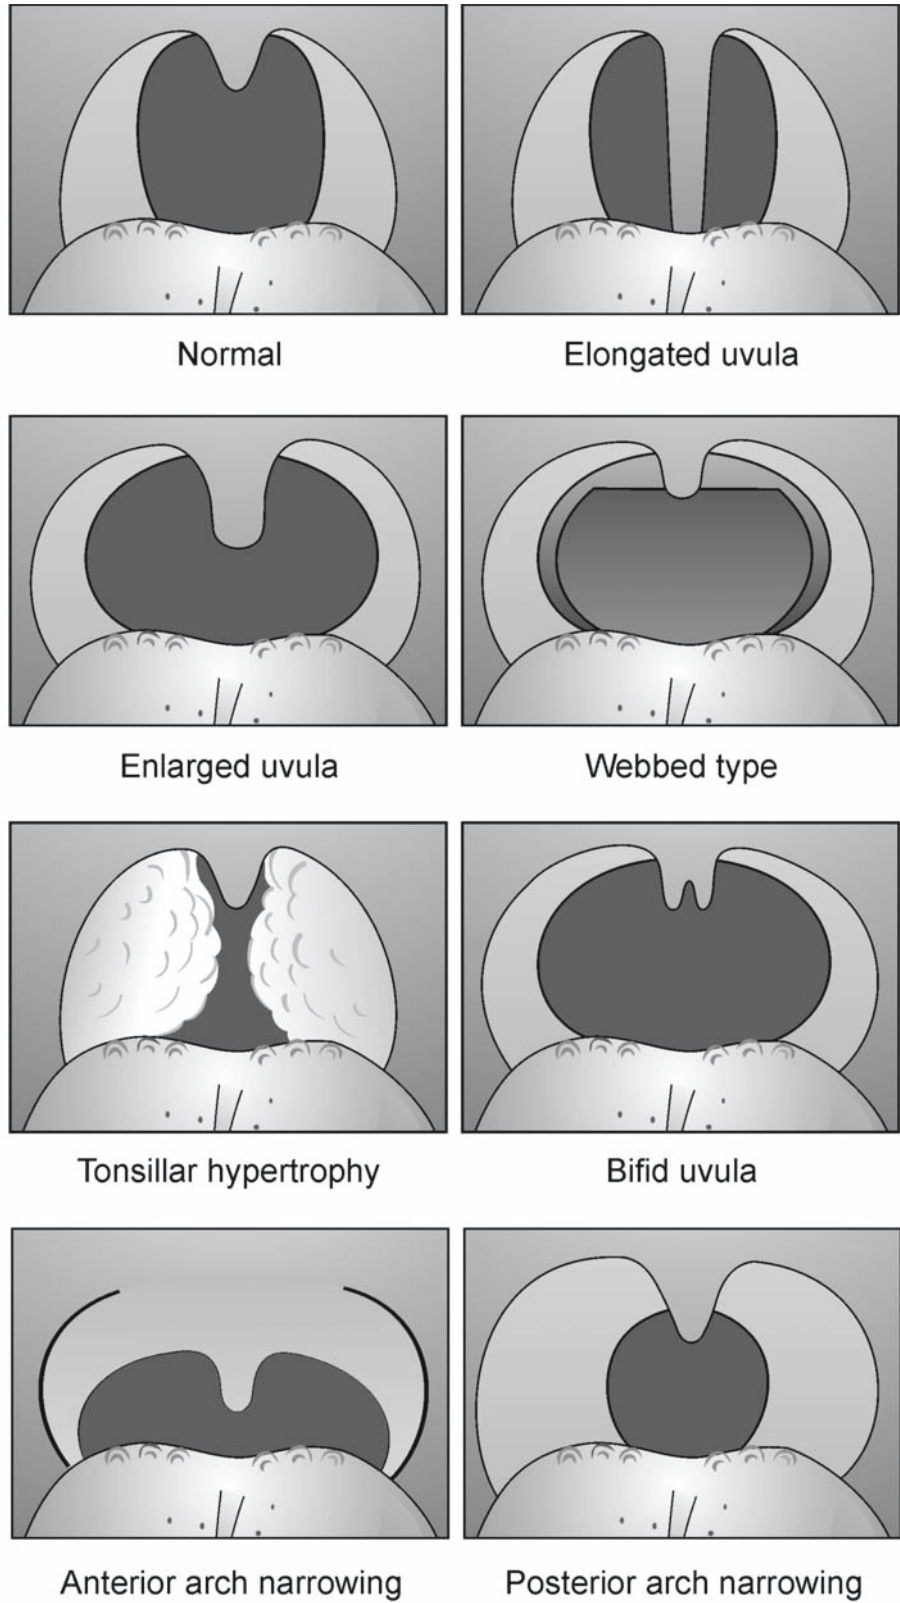 Normal
Elongated uvula
Enlarged uvula
Webbed type
Tonsillar hypertrophy
Bifid uvula
Anterior arch narrowing
Posterior arch narrowing